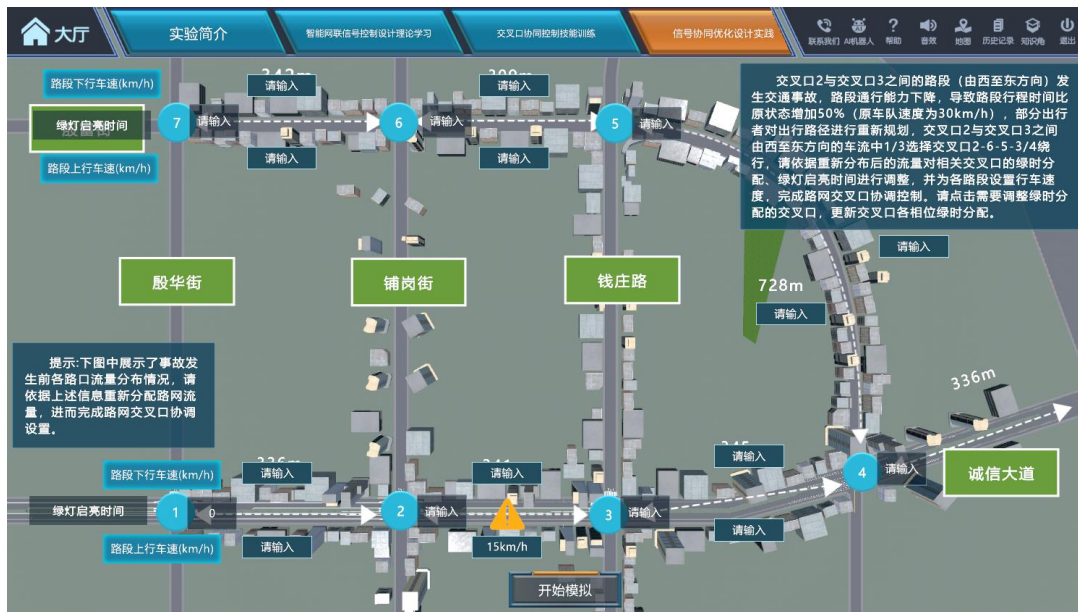 大厅
实验简介
智能网联信号控制设计理论学习
交叉口协同控制技能训练
信号协同优化设计实践
联系我们
AI机器人
帮助
音效
地图
历史记录
知识角
退出
路段下行车速(km/h)
342m
请输入
请输入
绿灯启亮时间
7
请输入
6
请输入
5
请输入
路段上行车速(km/h)
请输入
请输入
交叉口2与交叉口3之间的路段（由西至东方向）发
生交通事故，路段通行能力下降，导致路段行程时间比
原状态增加50%（原车队速度为30km/h），部分出行
者对出行路径进行重新规划，交叉口2与交叉口3之间
由西至东方向的车流中1/3选择交叉口2-6-5-3/4绕
行，请依据重新分布后的流量对相关交叉口的绿时分
配、绿灯启亮时间进行调整，并为各路段设置行车速
度，完成路网交叉口协调控制。请点击需要调整绿时分
配的交叉口，更新交叉口各相位绿时分配。
请输入
殷华街
铺岗街
钱庄路
728m
请输入
提示:下图中展示了事故发
生前各路口流量分布情况，请
依据上述信息重新分配路网流
量，进而完成路网交叉口协调
设置。
336m
路段下行车速(km/h)
请输入
请输入
请输入
绿灯启亮时间
1
0
2
请输入
3
请输入
4
请输入
诚信大道
路段上行车速(km/h)
请输入
15km/h
请输入
开始模拟